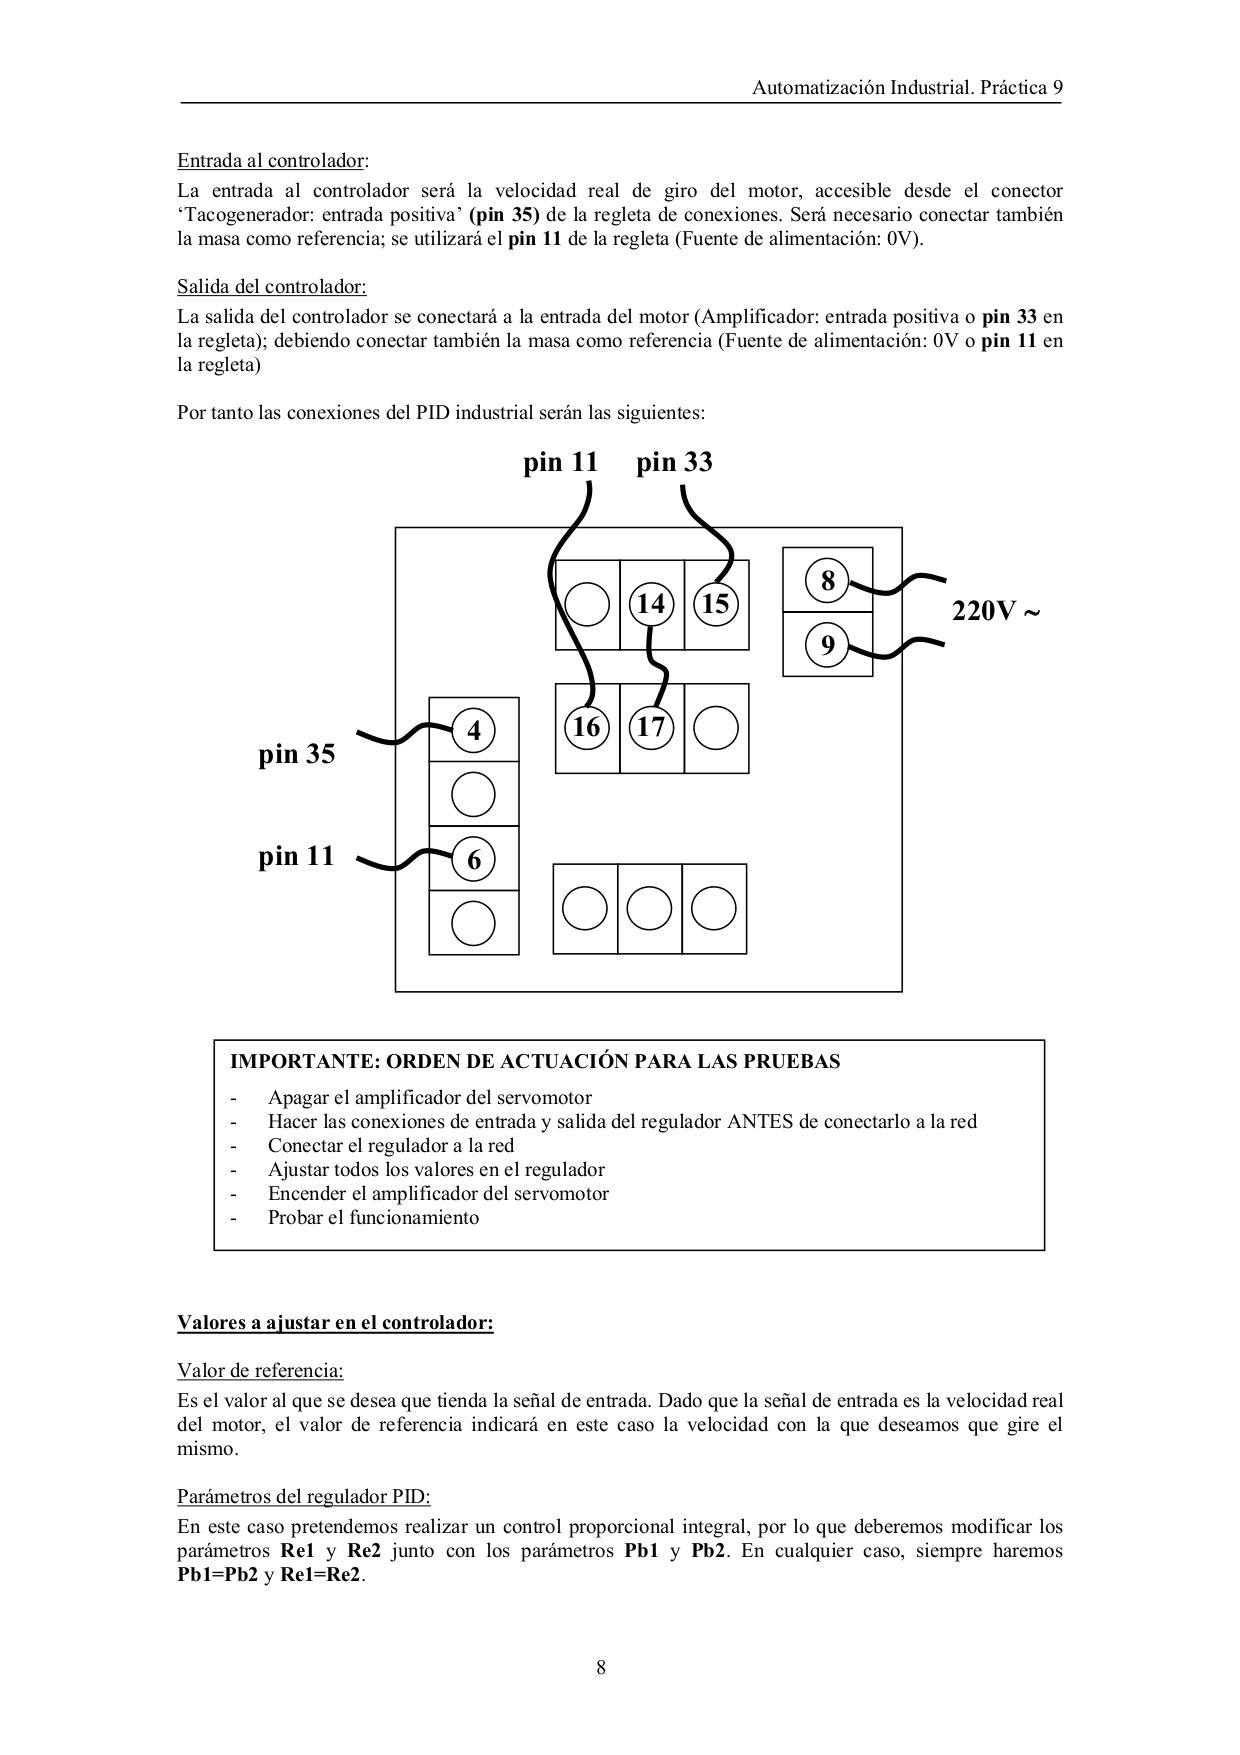 Automatización Industrial. Práctica 9
Entrada al controlador:
La entrada al controlador será la velocidad real de giro del motor, accesible desde el conector
‘Tacogenerador: entrada positiva’ (pin 35) de la regleta de conexiones. Será necesario conectar también
la masa como referencia; se utilizará el pin 11 de la regleta (Fuente de alimentación: 0V).
Salida del controlador:
La salida del controlador se conectará a la entrada del motor (Amplificador: entrada positiva o pin 33 en
la regleta); debiendo conectar también la masa como referencia (Fuente de alimentación: 0V o pin 11 en
la regleta)
Por tanto las conexiones del PID industrial serán las siguientes:
pin 11 pin 33
8
14 15
220V ~
9
4
16 17
pin 35
pin 11
6
IMPORTANTE: ORDEN DE ACTUACIÓN PARA LAS PRUEBAS
- Apagar el amplificador del servomotor
- Hacer las conexiones de entrada y salida del regulador ANTES de conectarlo a la red
- Conectar el regulador a la red
- Ajustar todos los valores en el regulador
- Encender el amplificador del servomotor
- Probar el funcionamiento
Valores a ajustar en el controlador:
Valor de referencia:
Es el valor al que se desea que tienda la señal de entrada. Dado que la señal de entrada es la velocidad real
del motor, el valor de referencia indicará en este caso la velocidad con la que deseamos que gire el
mismo.
Parámetros del regulador PID:
En este caso pretendemos realizar un control proporcional integral, por lo que deberemos modificar los
parámetros Re1 y Re2 junto con los parámetros Pb1 y Pb2. En cualquier caso, siempre haremos
Pb1=Pb2 y Re1=Re2.
8